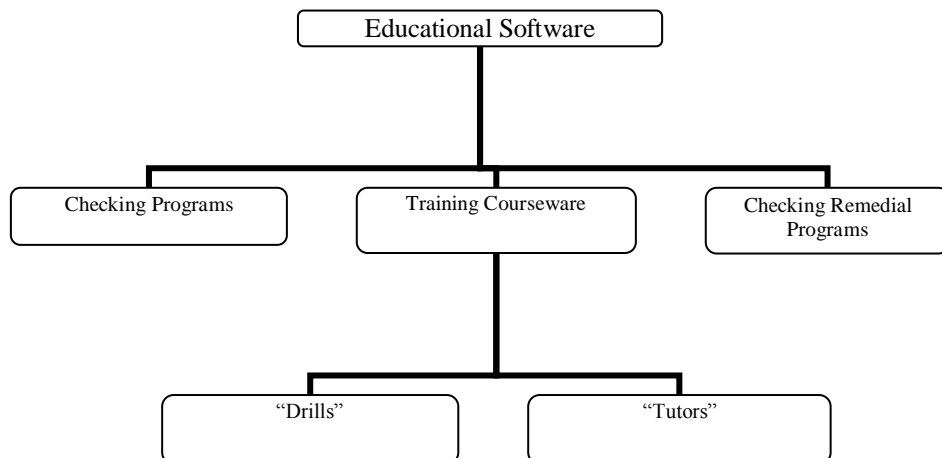 Educational Software
Checking Programs
Training Courseware
Checking Remedial
Programs
“Drills”
“Tutors”